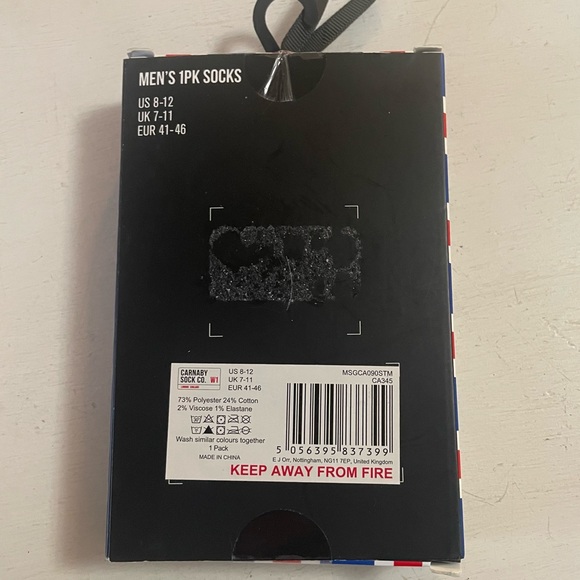 MEN'S 1PK SOCKS
US 8-12
UK 7-11
EUR 41-46
CARNABY
SOCK CO. W1
US 8-12
UK 7-11
EUR 41-46
73% Polyester 24% Cotton
2% Viscose 1% Elastane
Wash similar colours together
1 Pack
MADE IN CHINA
MSGCA090STM
CA345
5 056395 837399
E J Orr, Nottingham, NG11 7EP, United Kingdom
KEEP AWAY FROM FIRE